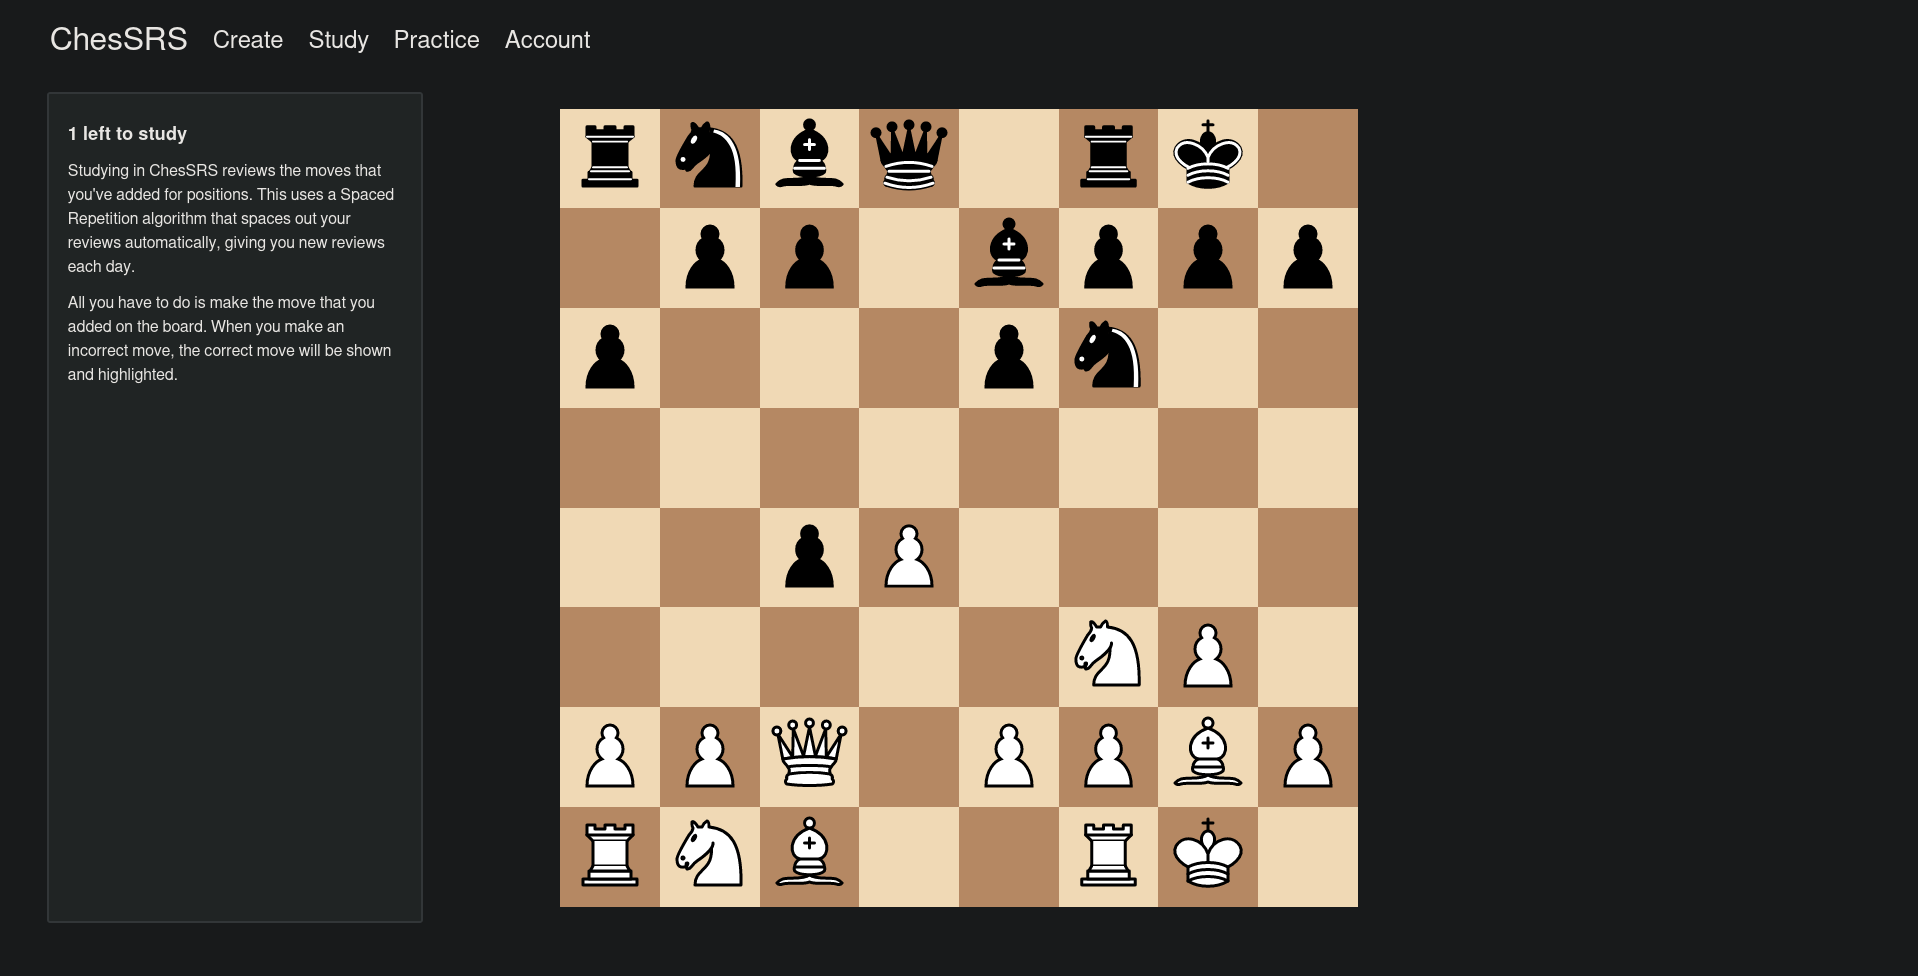 ChesSRS Create Study Practice Account
1 left to study
Studying in ChesSRS reviews the moves that
you've added for positions. This uses a Spaced
Repetition algorithm that spaces out your
reviews automatically, giving you new reviews
each day.
All you have to do is make the move that you
added on the board. When you make an
incorrect move, the correct move will be shown
and highlighted.